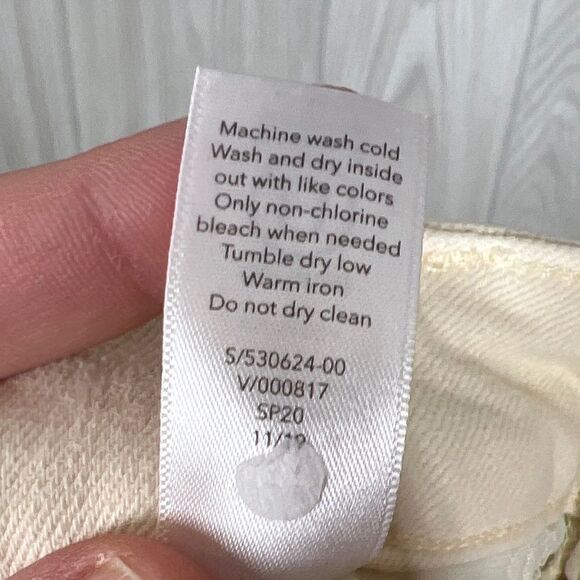 Machine wash cold
Wash and dry inside
out with like colors
Only non-chlorine
bleach when needed
Tumble dry low
Warm iron
Do not dry clean
S/530624-00
V/000817
SP20